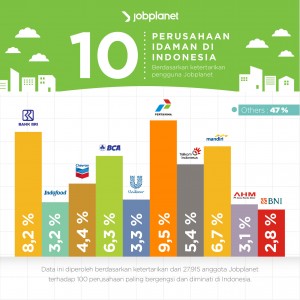 jobplanet
10
PERUSAHAAN
IDAMAN DI
INDONESIA
Berdasarkan ketertarikan
pengguna Jobplanet
Others : 47 %
BANK BRI
Indofood
Chevron
BCA
Unilever
PERTAMINA
Telkom
Indonesia
mandiri
AHM
BNI
8,2 %
3,2 %
4,4 %
6,3 %
3,3 %
9,5 %
5,4 %
6,7 %
3,1 %
2,8 %
Data ini diperoleh berdasarkan ketertarikan dari 27.915 anggota Jobplanet
terhadap 100 perusahaan paling bergengsi dan diminati di Indonesia.